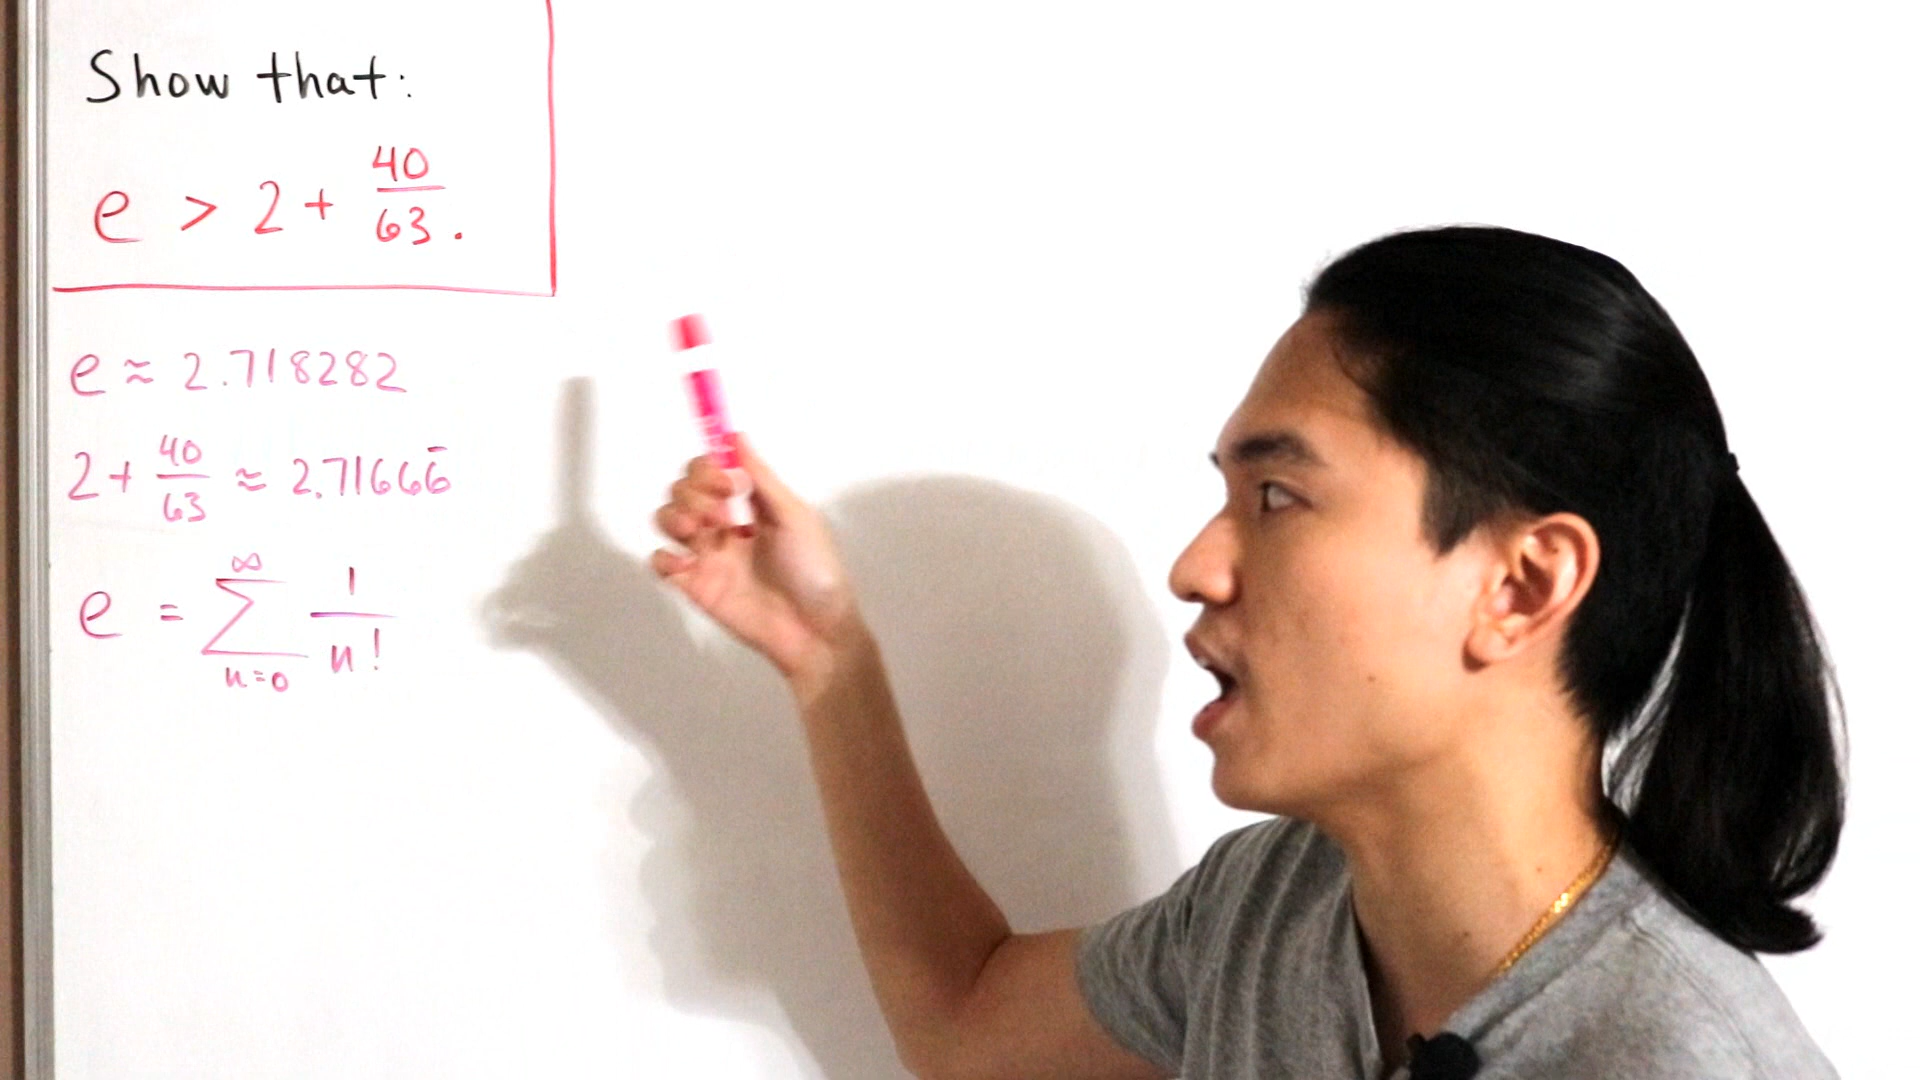 Show that:
e > 2 + 40/63.
e ≈ 2.718282
2 + 40/63 ≈ 2.71666̅
e = ∑_{n=0}^{∞} 1/n!